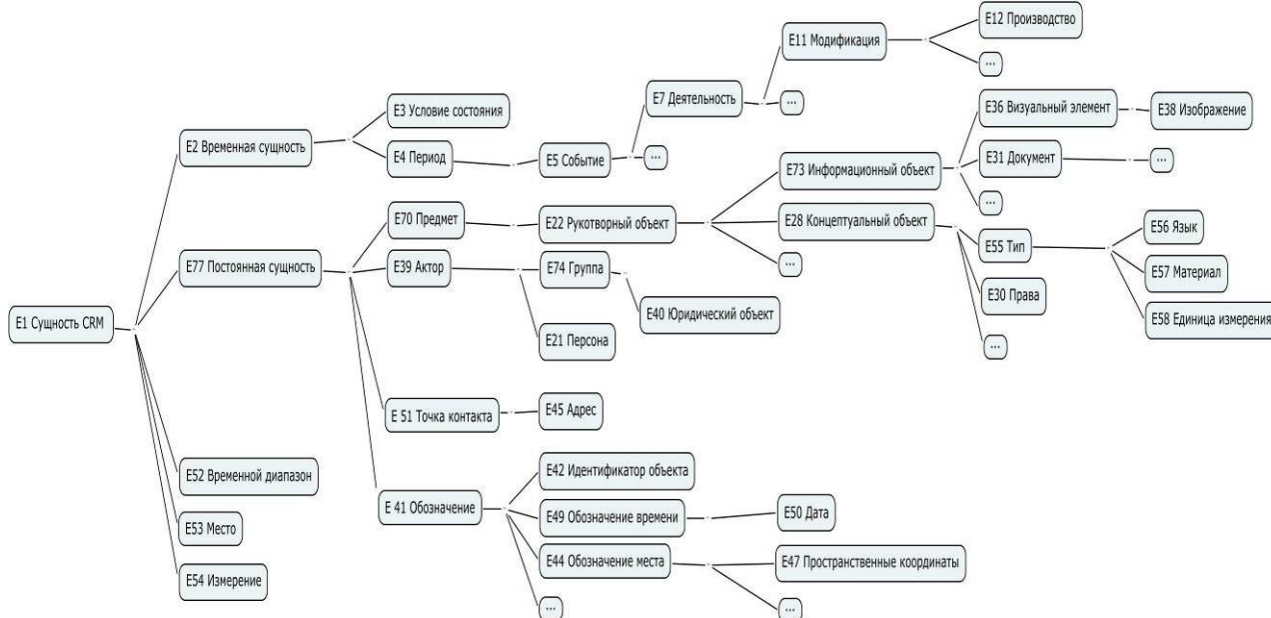 E12 Производство
E11 Модификация
...
E7 Деятельность
...
E3 Условие состояния
E36 Визуальный элемент
E38 Изображение
E2 Временная сущность
E4 Период
E5 Событие
...
E31 Документ
...
E73 Информационный объект
...
E70 Предмет
E22 Рукотворный объект
E28 Концептуальный объект
E56 Язык
E55 Тип
E77 Постоянная сущность
E39 Актор
E74 Группа
...
E57 Материал
E30 Права
E40 Юридический объект
E58 Единица измерения
E1 Сущность CRM
E21 Персона
...
E 51 Точка контакта
E45 Адрес
E42 Идентификатор объекта
E52 Временной диапазон
E 41 Обозначение
E49 Обозначение времени
E50 Дата
E53 Место
E44 Обозначение места
E47 Пространственные координаты
E54 Измерение
...
...